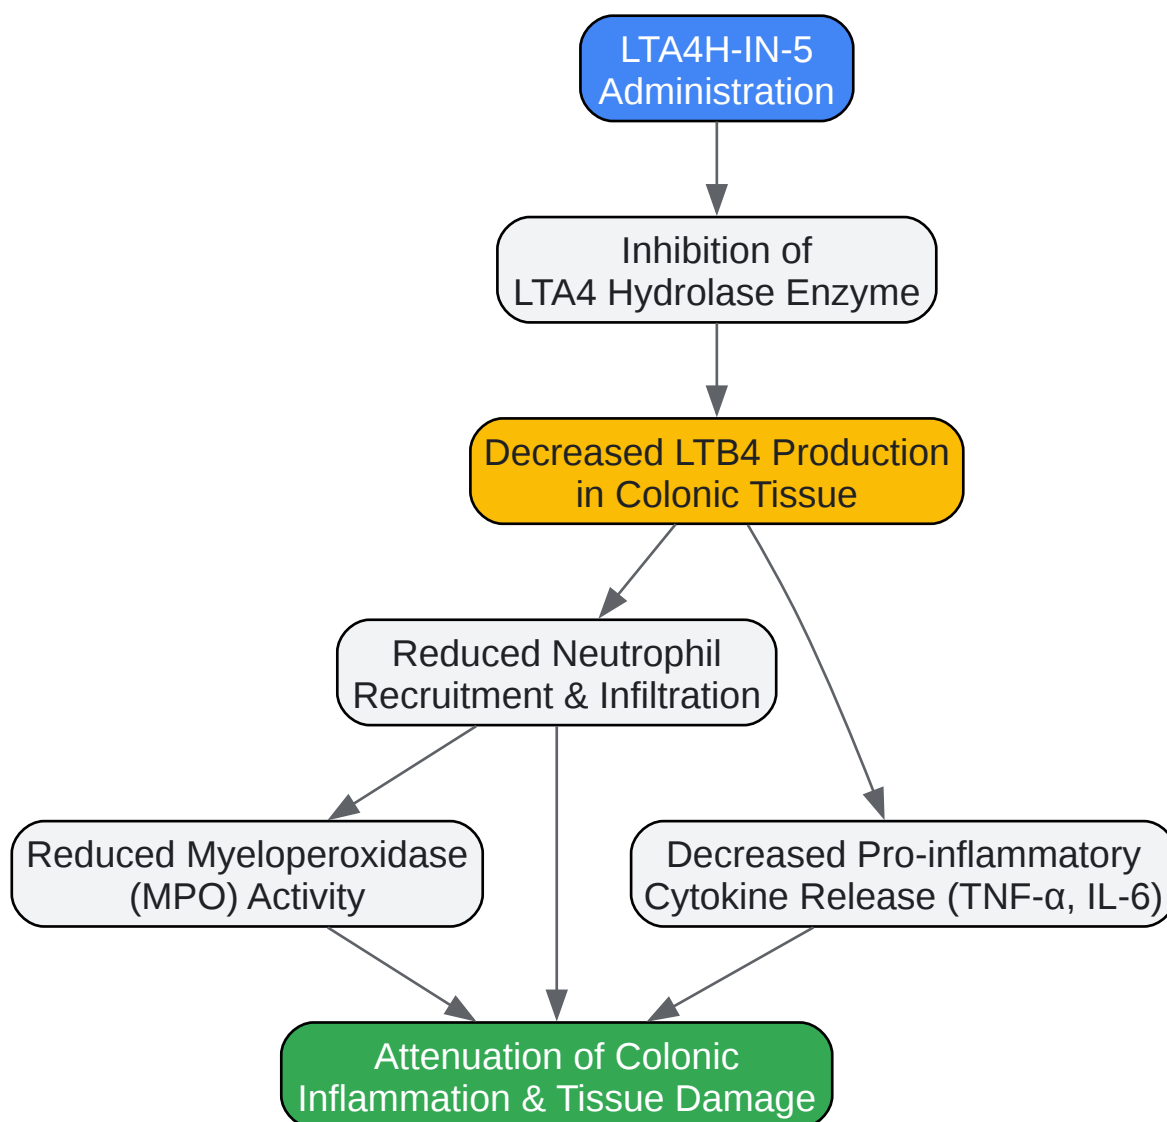 LTA4H-IN-5
Administration
Inhibition of
LTA4 Hydrolase Enzyme
Decreased LTB4 Production
in Colonic Tissue
Reduced Neutrophil
Recruitment & Infiltration
Reduced Myeloperoxidase
(MPO) Activity
Decreased Pro-inflammatory
Cytokine Release (TNF-α, IL-6)
Attenuation of Colonic
Inflammation & Tissue Damage